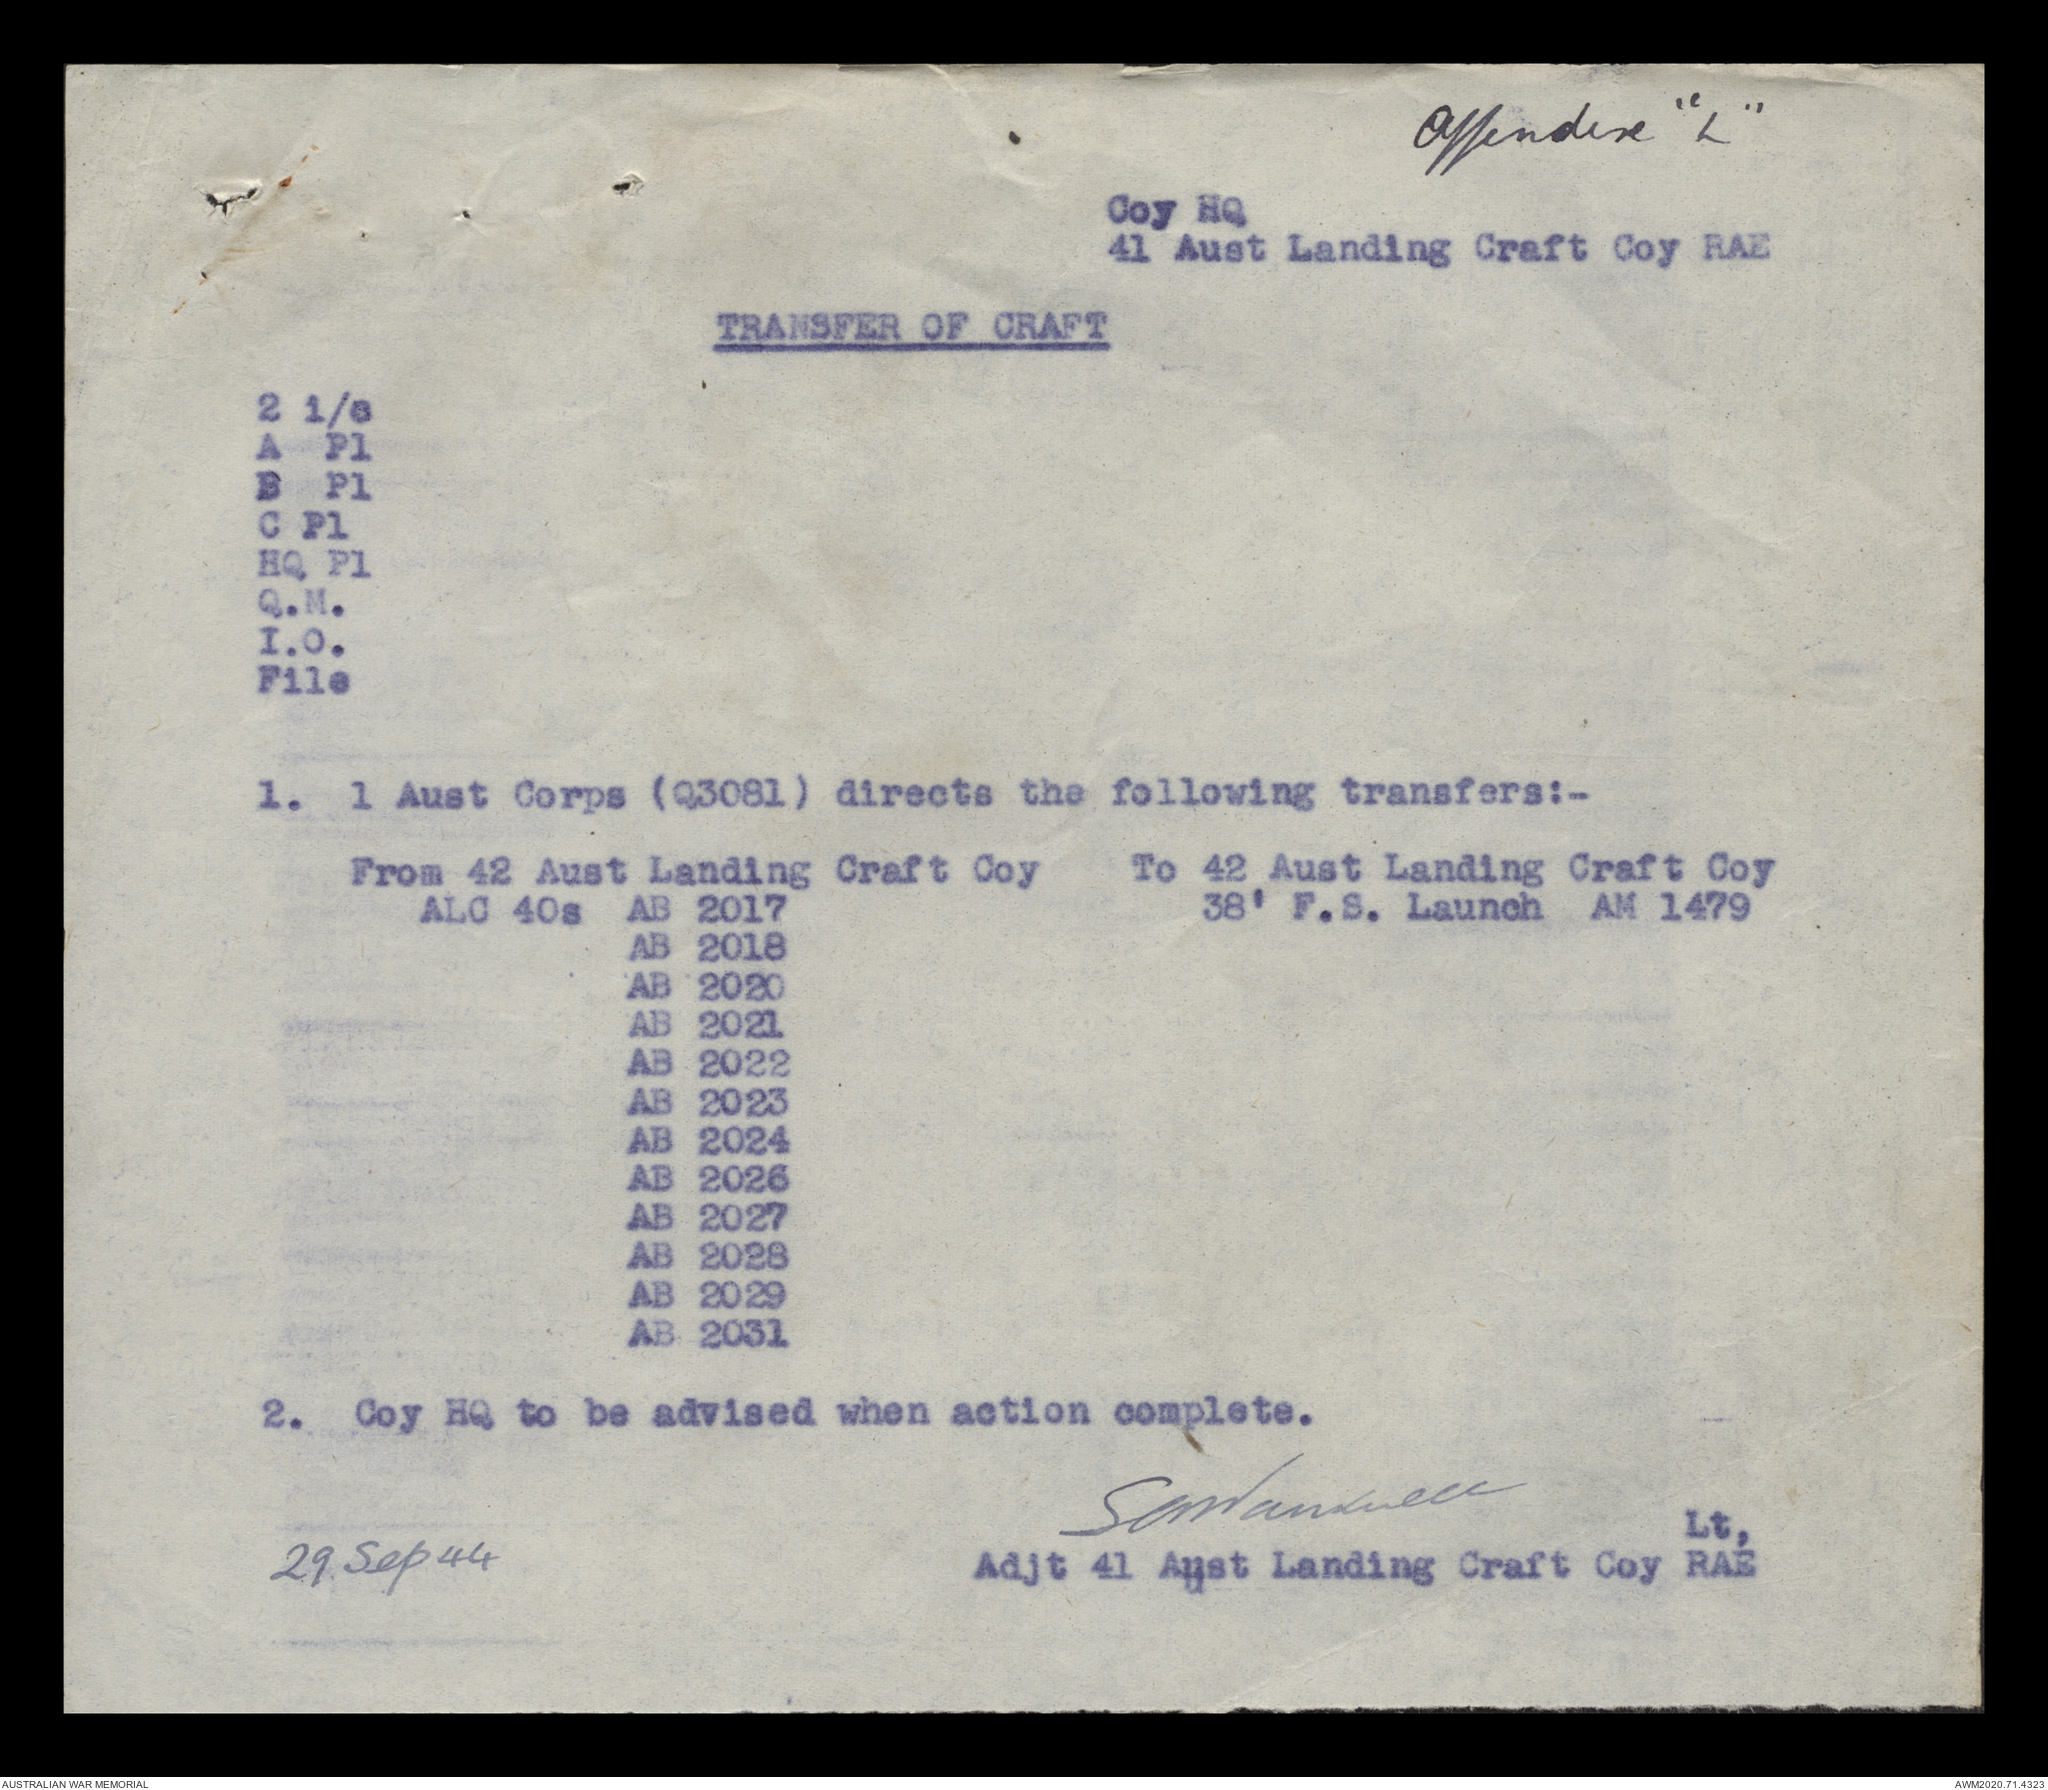 Appendix "L"
Coy HQ
41 Aust Landing Craft Coy RAE
TRANSFER OF CRAFT
2 i/c
A Pl
B Pl
C Pl
HQ Pl
Q.M.
I.O.
File
1. 1 Aust Corps (Q3081) directs the following transfers:-
From 42 Aust Landing Craft Coy To 42 Aust Landing Craft Coy
ALC 40s AB 2017 38' F.S. Launch AM 1479
AB 2018
AB 2020
AB 2021
AB 2022
AB 2023
AB 2024
AB 2026
AB 2027
AB 2028
AB 2029
AB 2031
2. Coy HQ to be advised when action complete.
Lt,
29 Sep 44
Adjt 41 Aust Landing Craft Coy RAE
AUSTRALIAN WAR MEMORIAL
AWM2020.71.4323